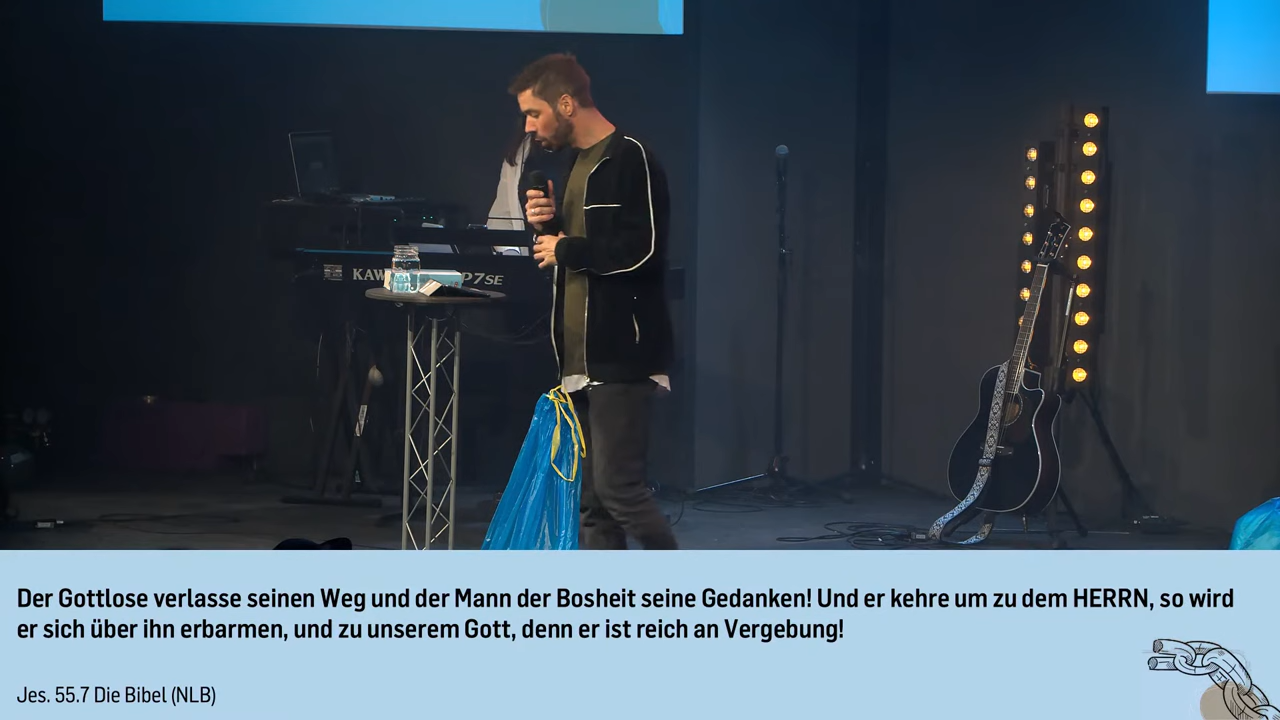 KAW
P7SE
Der Gottlose verlasse seinen Weg und der Mann der Bosheit seine Gedanken! Und er kehre um zu dem HERRN, so wird
er sich über ihn erbarmen, und zu unserem Gott, denn er ist reich an Vergebung!
Jes. 55.7 Die Bibel (NLB)